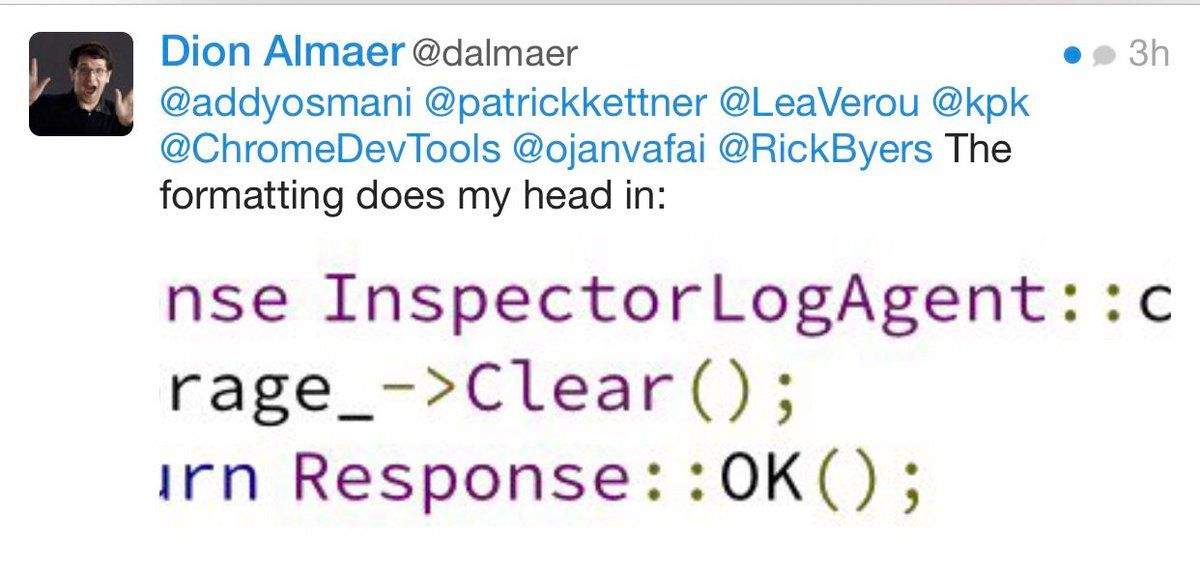 Dion Almaer @dalmaer 3h
@addyosmani @patrickkettner @LeaVerou @kpk
@ChromeDevTools @ojanvafai @RickByers The
formatting does my head in:
nse InspectorLogAgent::c
rage_->Clear();
urn Response::OK();